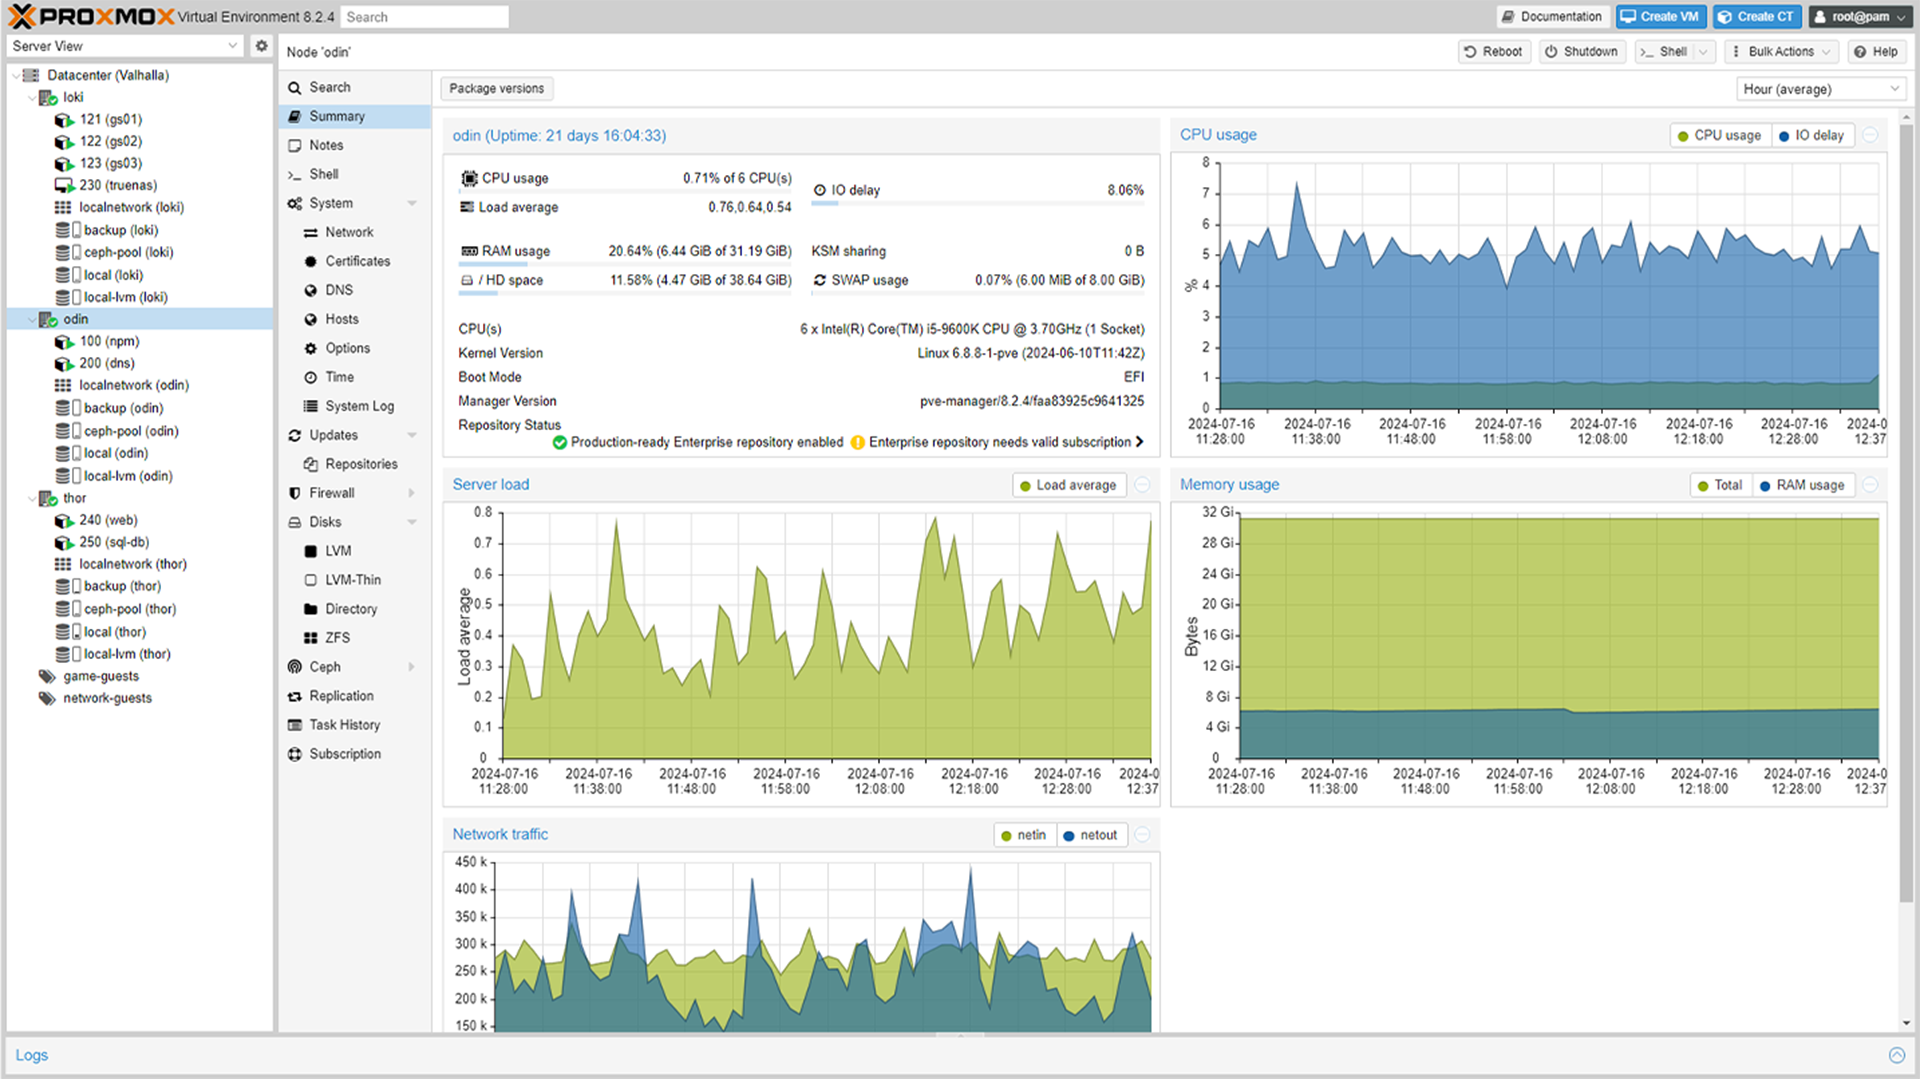 PROXMOX Virtual Environment 8.2.4 Search
Documentation Create VM Create CT root@pam
Server View
Datacenter (Valhalla)
loki
121 (gs01)
122 (gs02)
123 (gs03)
230 (truenas)
localnetwork (loki)
backup (loki)
ceph-pool (loki)
local (loki)
local-lvm (loki)
odin
100 (npm)
200 (dns)
localnetwork (odin)
backup (odin)
ceph-pool (odin)
local (odin)
local-lvm (odin)
thor
240 (web)
250 (sql-db)
localnetwork (thor)
backup (thor)
ceph-pool (thor)
local (thor)
local-lvm (thor)
game-guests
network-guests
Node 'odin'
Reboot Shutdown Shell Bulk Actions Help
Search
Summary
Notes
Shell
System
Network
Certificates
DNS
Hosts
Options
Time
System Log
Updates
Repositories
Firewall
Disks
LVM
LVM-Thin
Directory
ZFS
Ceph
Replication
Task History
Subscription
Package versions
Hour (average)
odin (Uptime: 21 days 16:04:33)
CPU usage 0.71% of 6 CPU(s)
IO delay 8.06%
Load average 0.76,0.64,0.54
RAM usage 20.64% (6.44 GiB of 31.19 GiB)
KSM sharing 0 B
/ HD space 11.58% (4.47 GiB of 38.64 GiB)
SWAP usage 0.07% (6.00 MiB of 8.00 GiB)
CPU(s) 6 x Intel(R) Core(TM) i5-9600K CPU @ 3.70GHz (1 Socket)
Kernel Version Linux 6.8.8-1-pve (2024-06-10T11:42Z)
Boot Mode EFI
Manager Version pve-manager/8.2.4/faa83925c9641325
Repository Status
Production-ready Enterprise repository enabled Enterprise repository needs valid subscription
CPU usage
CPU usage IO delay
8
7
6
5
4
3
2
1
0
%
2024-07-16 2024-07-16 2024-07-16 2024-07-16 2024-07-16 2024-07-16 2024-07-16 2024-0
11:28:00 11:38:00 11:48:00 11:58:00 12:08:00 12:18:00 12:28:00 12:37
Server load
Load average
0.8
0.7
0.6
0.5
0.4
0.3
0.2
0.1
0
Load average
2024-07-16 2024-07-16 2024-07-16 2024-07-16 2024-07-16 2024-07-16 2024-07-16 2024-0
11:28:00 11:38:00 11:48:00 11:58:00 12:08:00 12:18:00 12:28:00 12:37
Memory usage
Total RAM usage
32 Gi
28 Gi
24 Gi
20 Gi
16 Gi
12 Gi
8 Gi
4 Gi
0
Bytes
2024-07-16 2024-07-16 2024-07-16 2024-07-16 2024-07-16 2024-07-16 2024-07-16 2024-0
11:28:00 11:38:00 11:48:00 11:58:00 12:08:00 12:18:00 12:28:00 12:37
Network traffic
netin netout
450 k
400 k
350 k
300 k
250 k
200 k
150 k
Logs